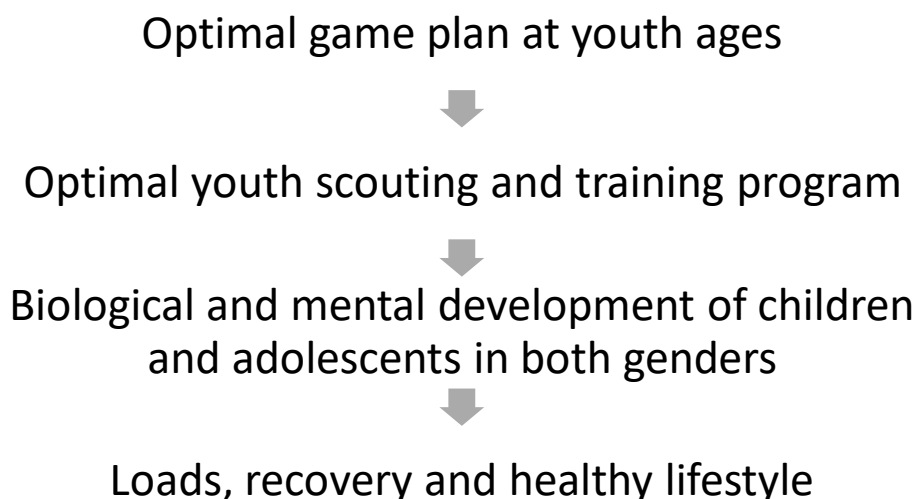 Optimal game plan at youth ages
Optimal youth scouting and training program
Biological and mental development of children
and adolescents in both genders
Loads, recovery and healthy lifestyle